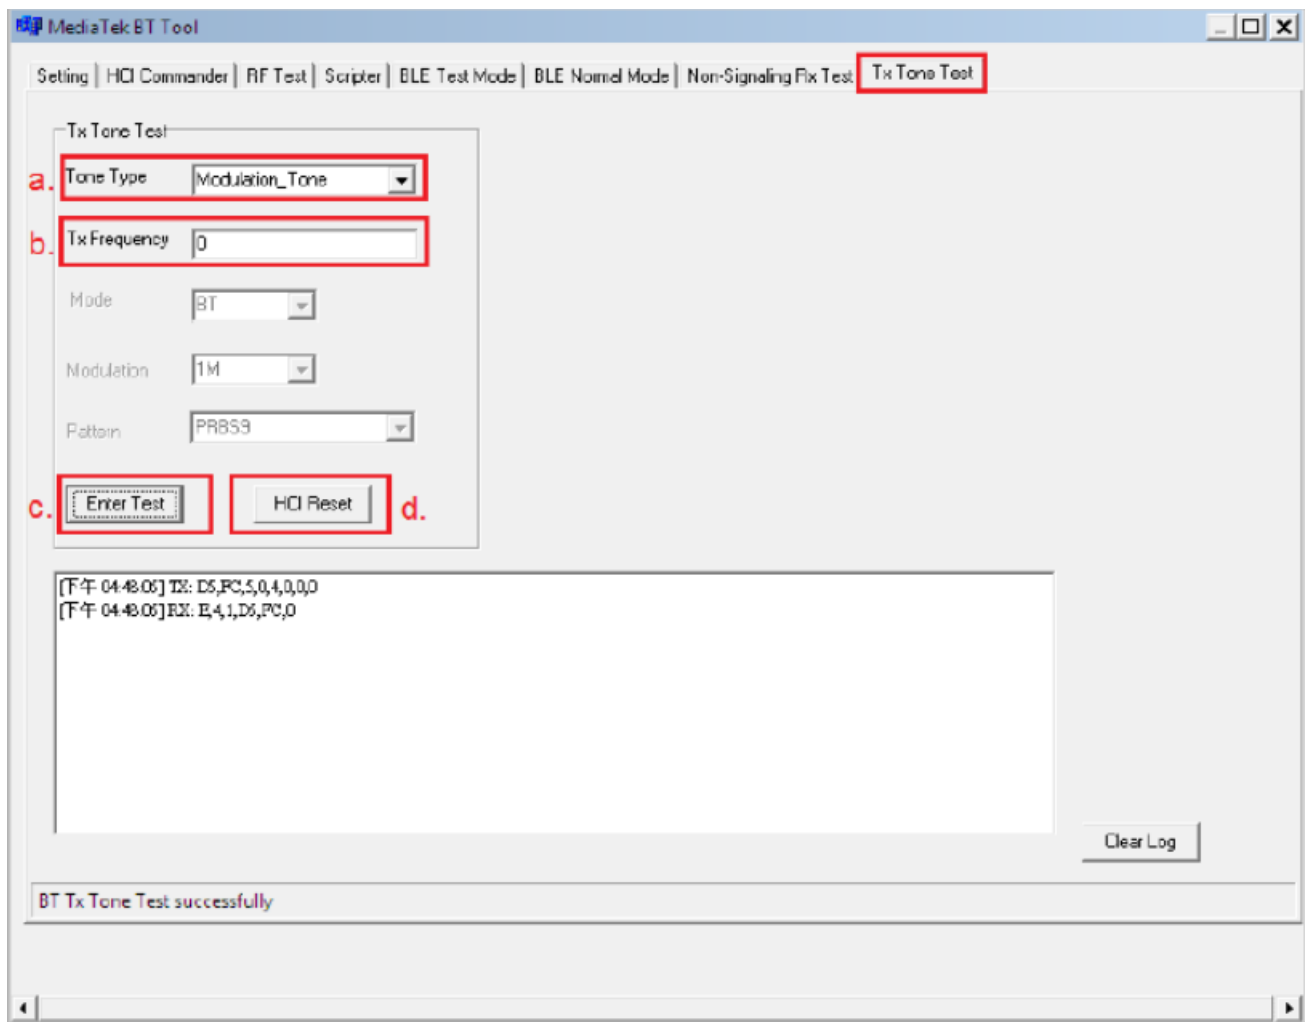 MediaTek BT Tool
Setting HCI Commander RF Test Scripter BLE Test Mode BLE Normal Mode Non-Signaling Rx Test Tx Tone Test
Tx Tone Test
a. Tone Type Modulation_Tone
b. Tx Frequency 0
Mode BT
Modulation 1M
Pattern PRBS9
c. Enter Test HCI Reset d.
[下午 04:48:05] TX: D5,FC,5,0,4,0,0,0
[下午 04:48:05] RX: E,4,1,D5,FC,0
Clear Log
BT Tx Tone Test successfully